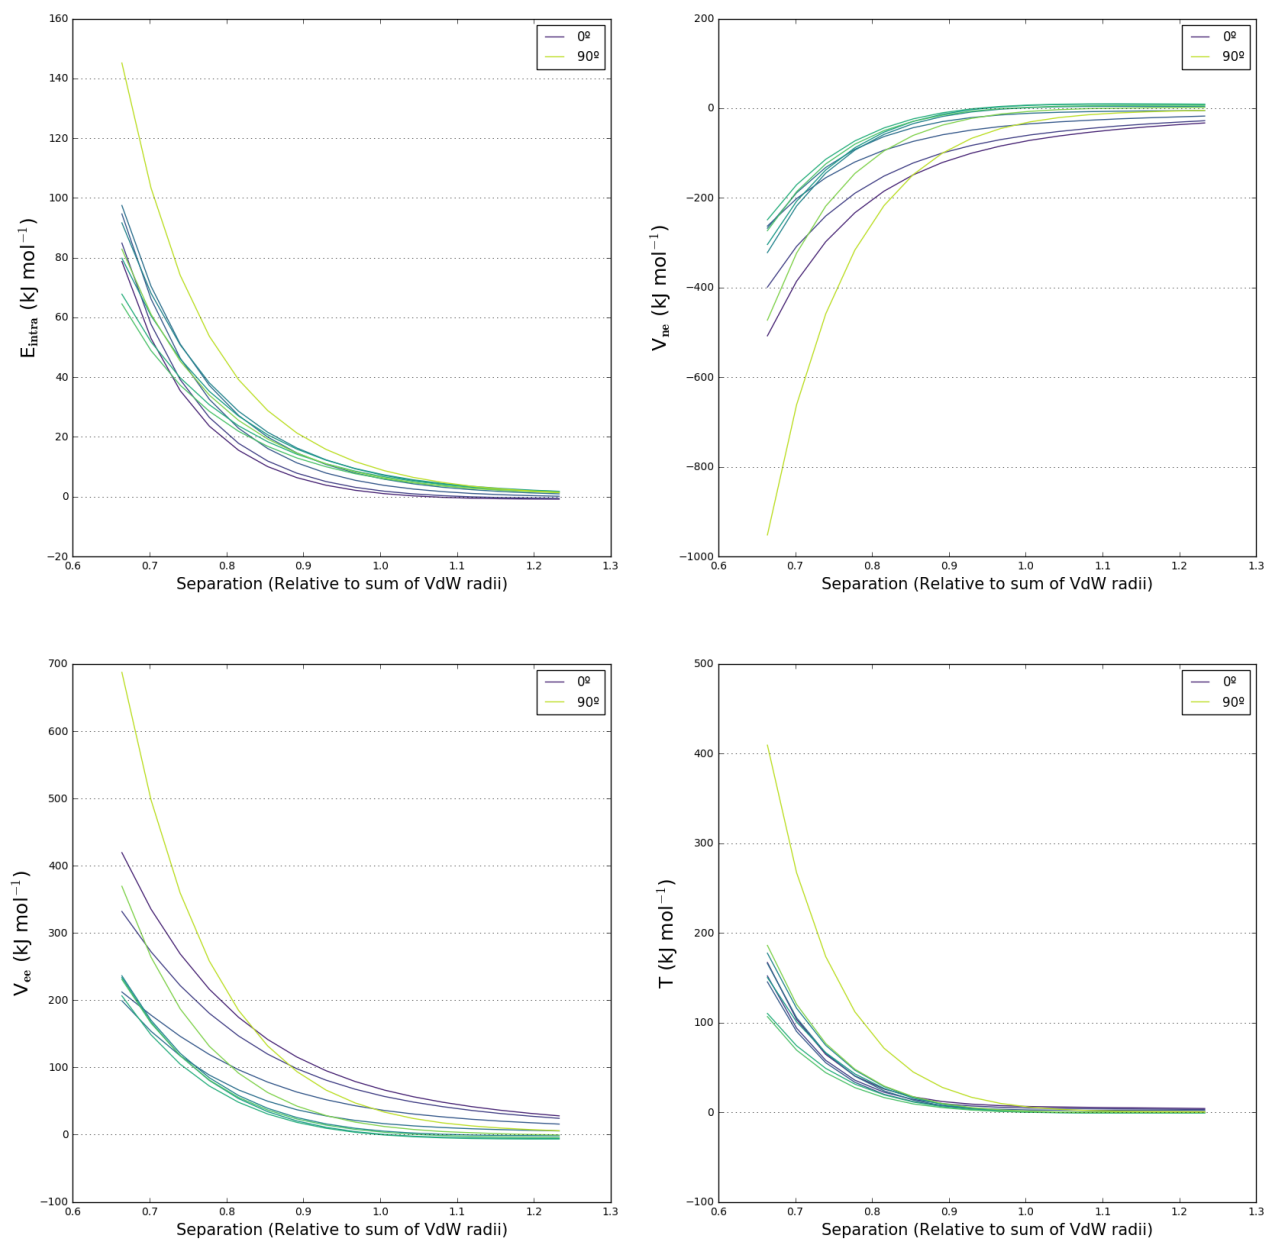 160
140
120
100
80
60
40
20
0
−20
E_intra (kJ mol⁻¹)
0º
90º
0.6 0.7 0.8 0.9 1.0 1.1 1.2 1.3
Separation (Relative to sum of VdW radii)
200
0
−200
−400
−600
−800
−1000
V_ne (kJ mol⁻¹)
0º
90º
0.6 0.7 0.8 0.9 1.0 1.1 1.2 1.3
Separation (Relative to sum of VdW radii)
700
600
500
400
300
200
100
0
−100
V_ee (kJ mol⁻¹)
0º
90º
0.6 0.7 0.8 0.9 1.0 1.1 1.2 1.3
Separation (Relative to sum of VdW radii)
500
400
300
200
100
0
−100
T (kJ mol⁻¹)
0º
90º
0.6 0.7 0.8 0.9 1.0 1.1 1.2 1.3
Separation (Relative to sum of VdW radii)